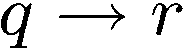 q → r